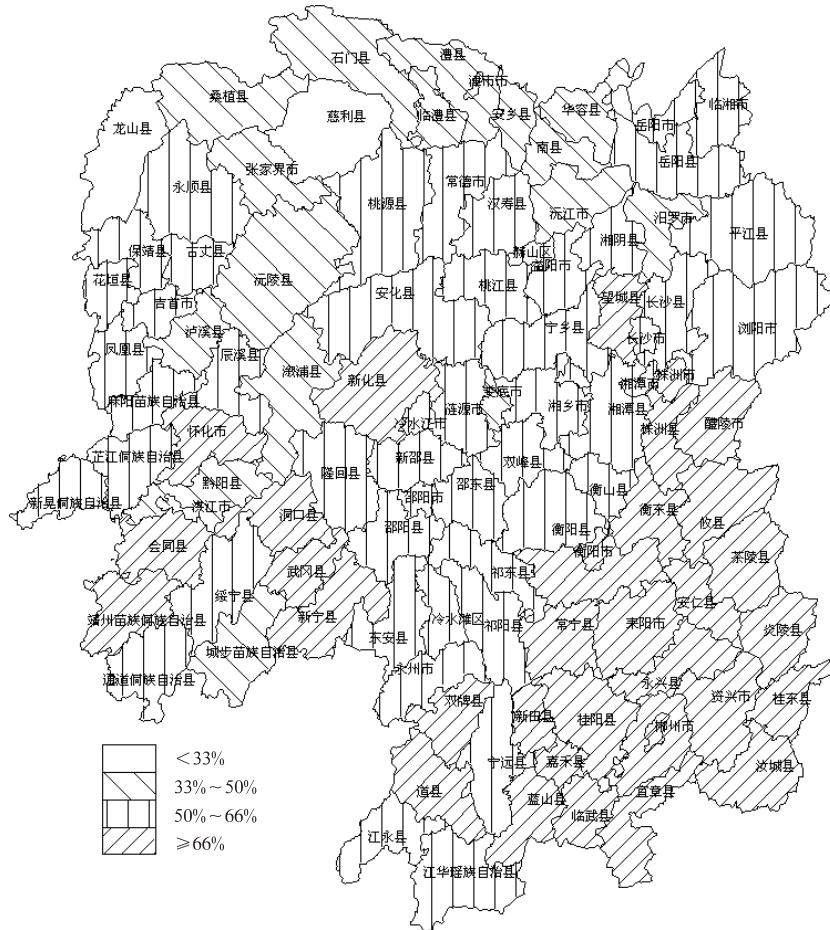 石门县
澧县
津市市
桑植县
慈利县
临澧县
安乡县
华容县
临湘市
岳阳市
龙山县
张家界市
南县
岳阳县
永顺县
桃源县
常德市
汉寿县
沅江市
湘阴县
汨罗市
平江县
保靖县
古丈县
沅陵县
赫山区
益阳市
花垣县
吉首市
安化县
桃江县
望城县
长沙县
泸溪县
宁乡县
长沙市
浏阳市
凤凰县
辰溪县
溆浦县
新化县
娄底市
湘潭市
株洲市
麻阳苗族自治县
涟源市
湘乡市
湘潭县
冷水江市
株洲县
醴陵市
怀化市
芷江侗族自治县
隆回县
新邵县
双峰县
黔阳县
邵阳市
邵东县
衡山县
新晃侗族自治县
洪江市
洞口县
邵阳县
衡阳县
衡东县
攸县
会同县
衡阳市
茶陵县
武冈县
祁东县
绥宁县
安仁县
靖州苗族侗族自治县
新宁县
东安县
冷水滩区
祁阳县
常宁县
耒阳市
炎陵县
城步苗族自治县
永州市
通道侗族自治县
永兴县
双牌县
资兴市
桂东县
新田县
桂阳县
郴州市
宁远县
嘉禾县
汝城县
道县
蓝山县
临武县
宜章县
江永县
江华瑶族自治县
＜33%
33%～50%
50%～66%
≥66%